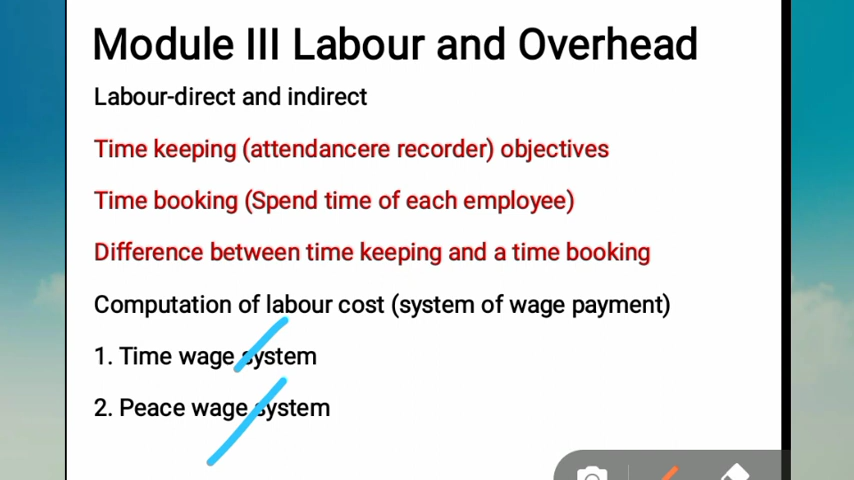 Module III Labour and Overhead
Labour-direct and indirect
Time keeping (attendancere recorder) objectives
Time booking (Spend time of each employee)
Difference between time keeping and a time booking
Computation of labour cost (system of wage payment)
1. Time wage system
2. Peace wage system